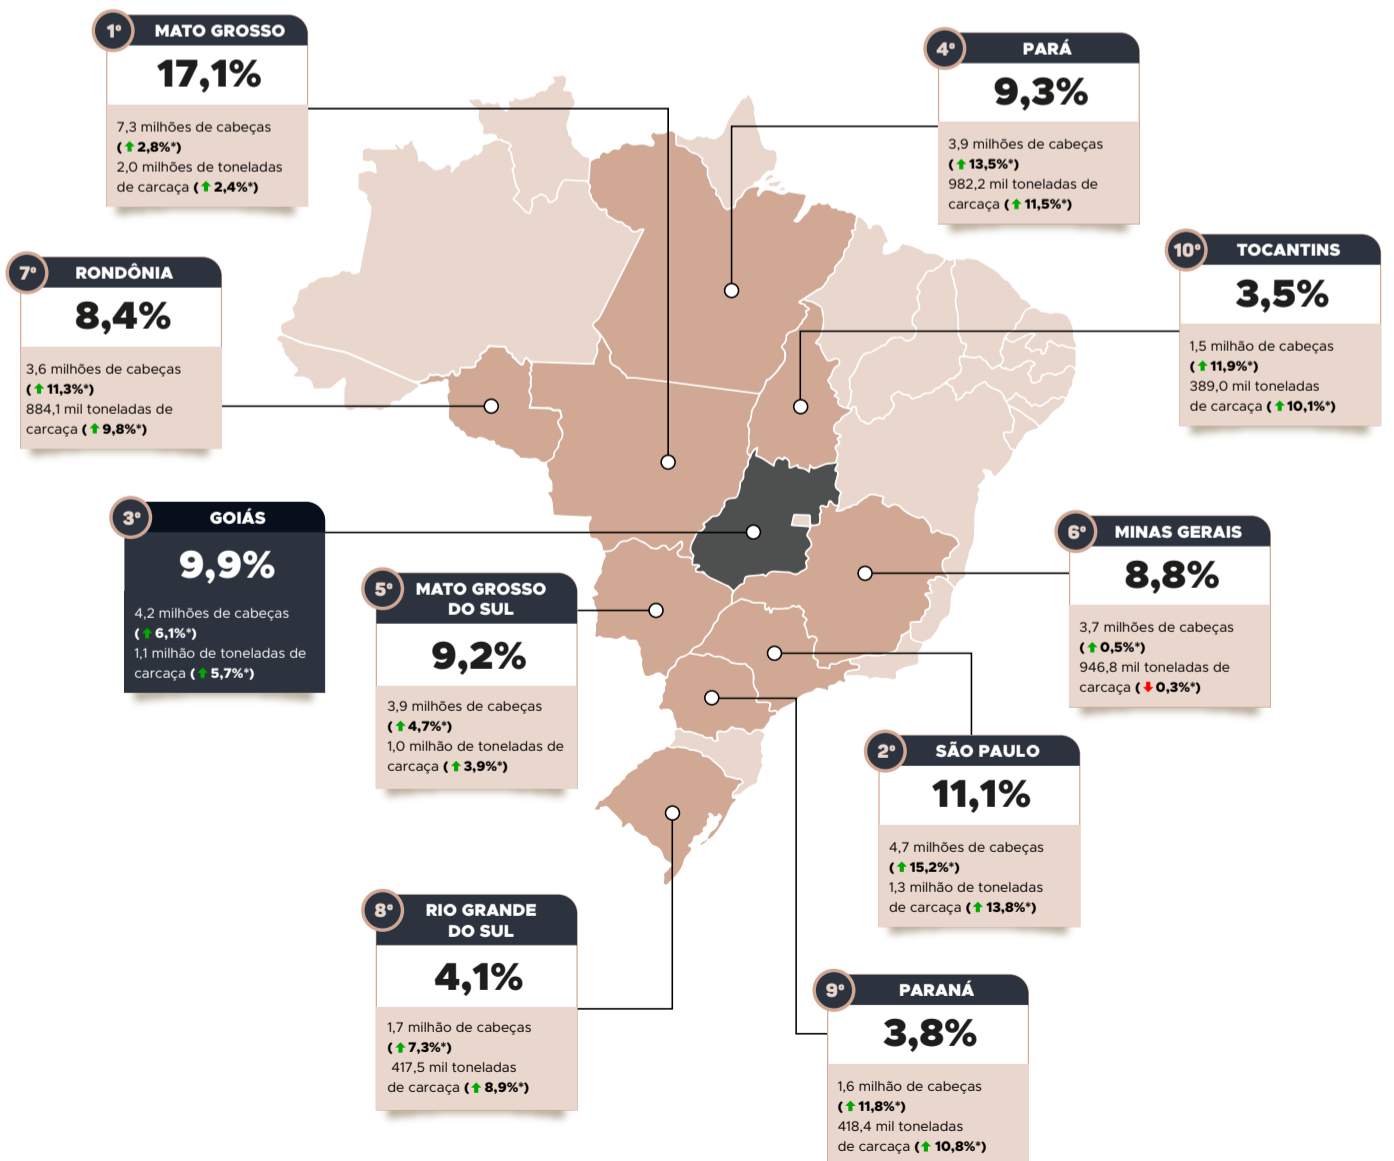 1º MATO GROSSO
17,1%
7,3 milhões de cabeças
(⬆ 2,8%*)
2,0 milhões de toneladas
de carcaça (⬆ 2,4%*)
4º PARÁ
9,3%
3,9 milhões de cabeças
(⬆ 13,5%*)
982,2 mil toneladas de
carcaça (⬆ 11,5%*)
10º TOCANTINS
3,5%
1,5 milhão de cabeças
(⬆ 11,9%*)
389,0 mil toneladas
de carcaça (⬆ 10,1%*)
7º RONDÔNIA
8,4%
3,6 milhões de cabeças
(⬆ 11,3%*)
884,1 mil toneladas de
carcaça (⬆ 9,8%*)
3º GOIÁS
9,9%
4,2 milhões de cabeças
(⬆ 6,1%*)
1,1 milhão de toneladas de
carcaça (⬆ 5,7%*)
5º MATO GROSSO
DO SUL
9,2%
3,9 milhões de cabeças
(⬆ 4,7%*)
1,0 milhão de toneladas de
carcaça (⬆ 3,9%*)
6º MINAS GERAIS
8,8%
3,7 milhões de cabeças
(⬆ 0,5%*)
946,8 mil toneladas de
carcaça (⬇ 0,3%*)
2º SÃO PAULO
11,1%
4,7 milhões de cabeças
(⬆ 15,2%*)
1,3 milhão de toneladas
de carcaça (⬆ 13,8%*)
8º RIO GRANDE
DO SUL
4,1%
1,7 milhão de cabeças
(⬆ 7,3%*)
417,5 mil toneladas
de carcaça (⬆ 8,9%*)
9º PARANÁ
3,8%
1,6 milhão de cabeças
(⬆ 11,8%*)
418,4 mil toneladas
de carcaça (⬆ 10,8%*)